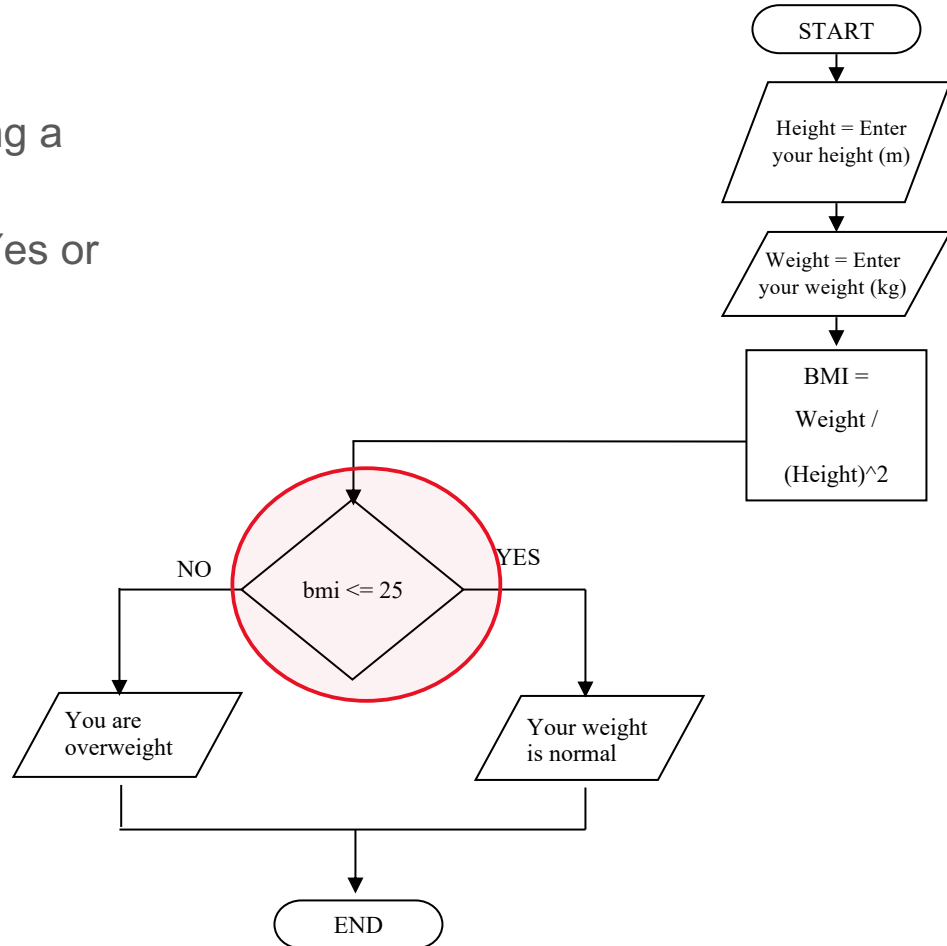 ng a
Yes or
START
Height = Enter
your height (m)
Weight = Enter
your weight (kg)
BMI =
Weight /
(Height)^2
NO
YES
bmi <= 25
You are
overweight
Your weight
is normal
END